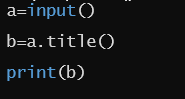 a=input()
b=a.title()
print(b)